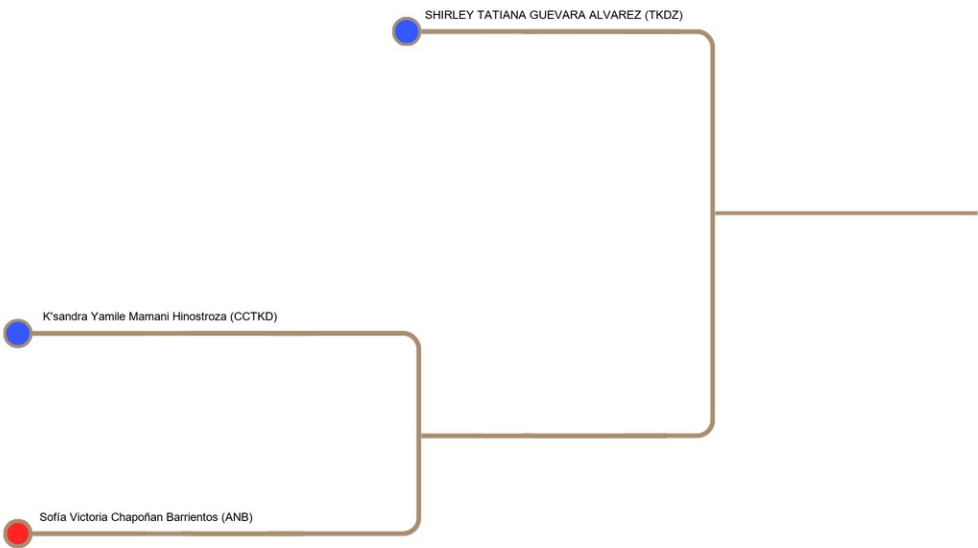 SHIRLEY TATIANA GUEVARA ALVAREZ (TKDZ)
K'sandra Yamile Mamani Hinostroza (CCTKD)
Sofía Victoria Chapoñan Barrientos (ANB)